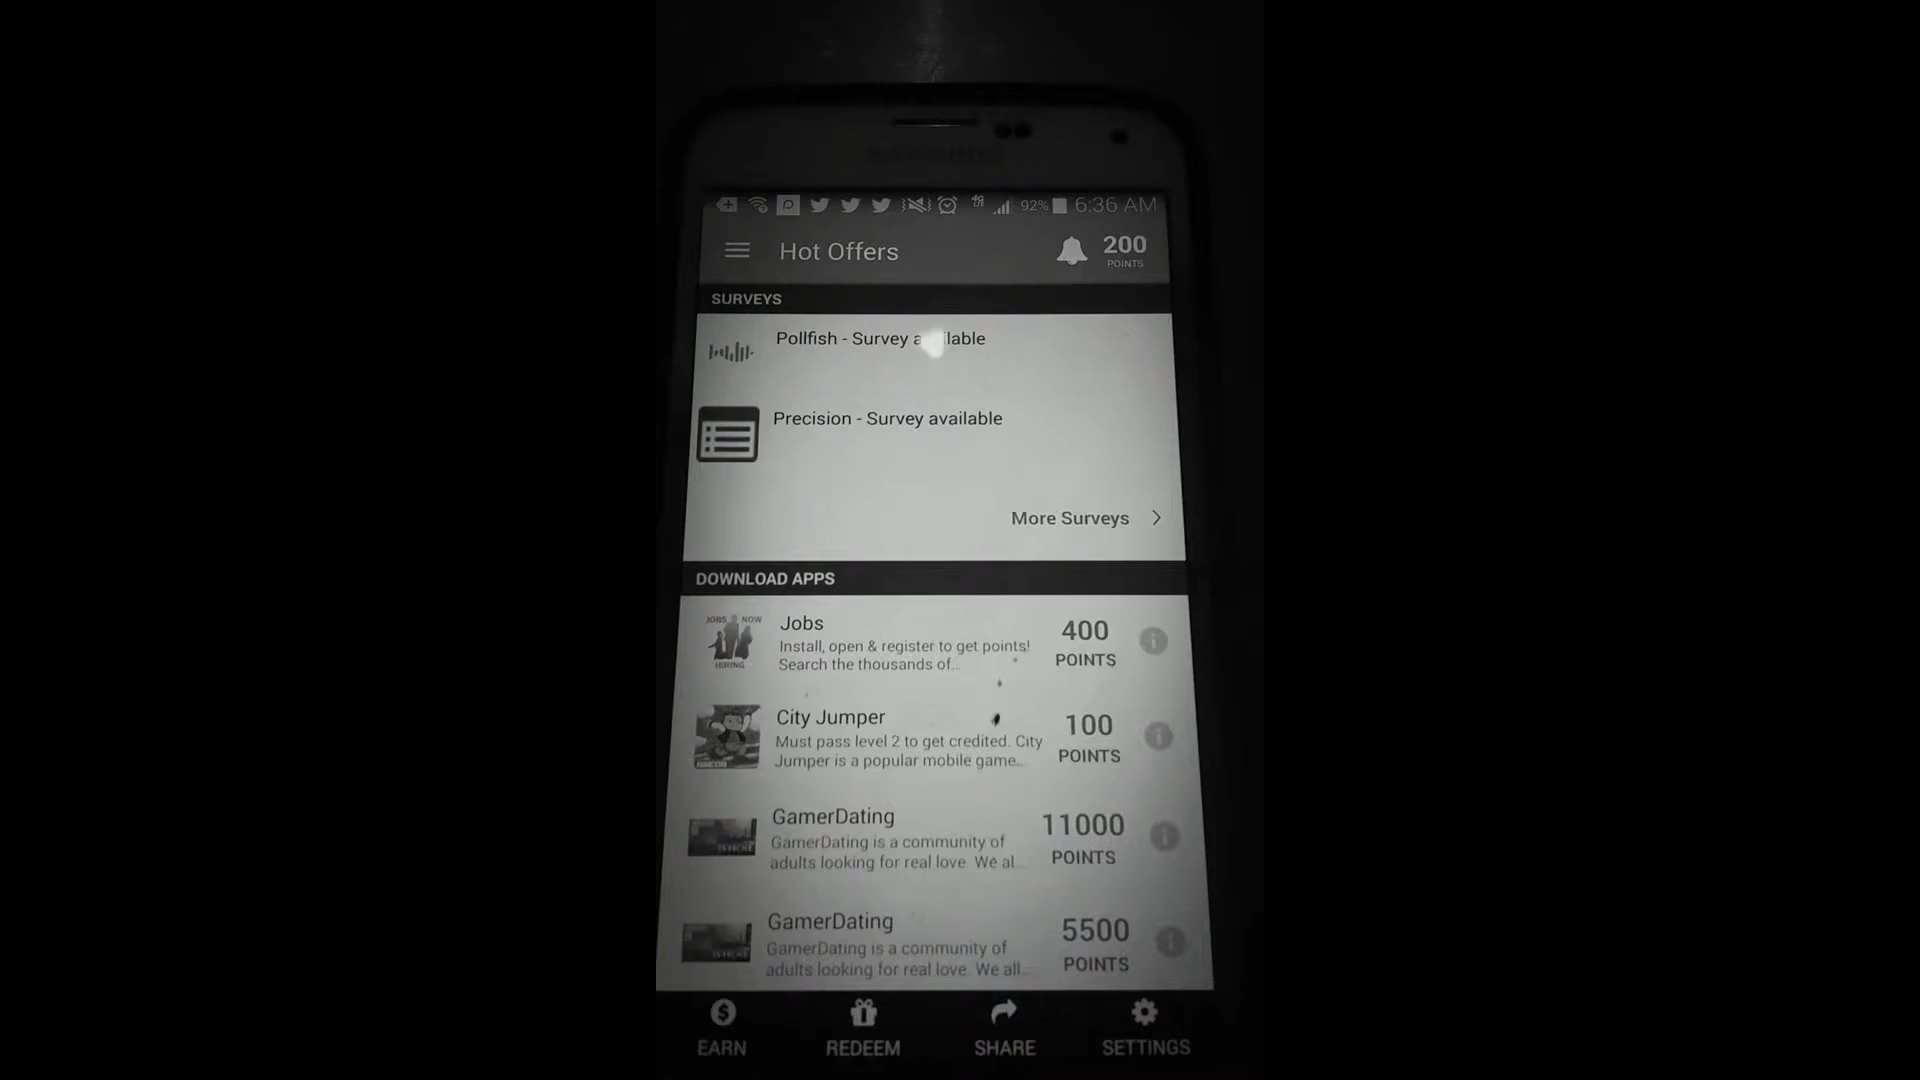 92% 6:36 AM
Hot Offers
200
POINTS
SURVEYS
Pollfish - Survey available
Precision - Survey available
More Surveys
DOWNLOAD APPS
JOBS NOW
HIRING
Jobs
Install, open & register to get points!
Search the thousands of...
400
POINTS
City Jumper
Must pass level 2 to get credited. City
Jumper is a popular mobile game...
100
POINTS
GamerDating
GamerDating is a community of
adults looking for real love. We al...
11000
POINTS
GamerDating
GamerDating is a community of
adults looking for real love. We all...
5500
POINTS
EARN REDEEM SHARE SETTINGS